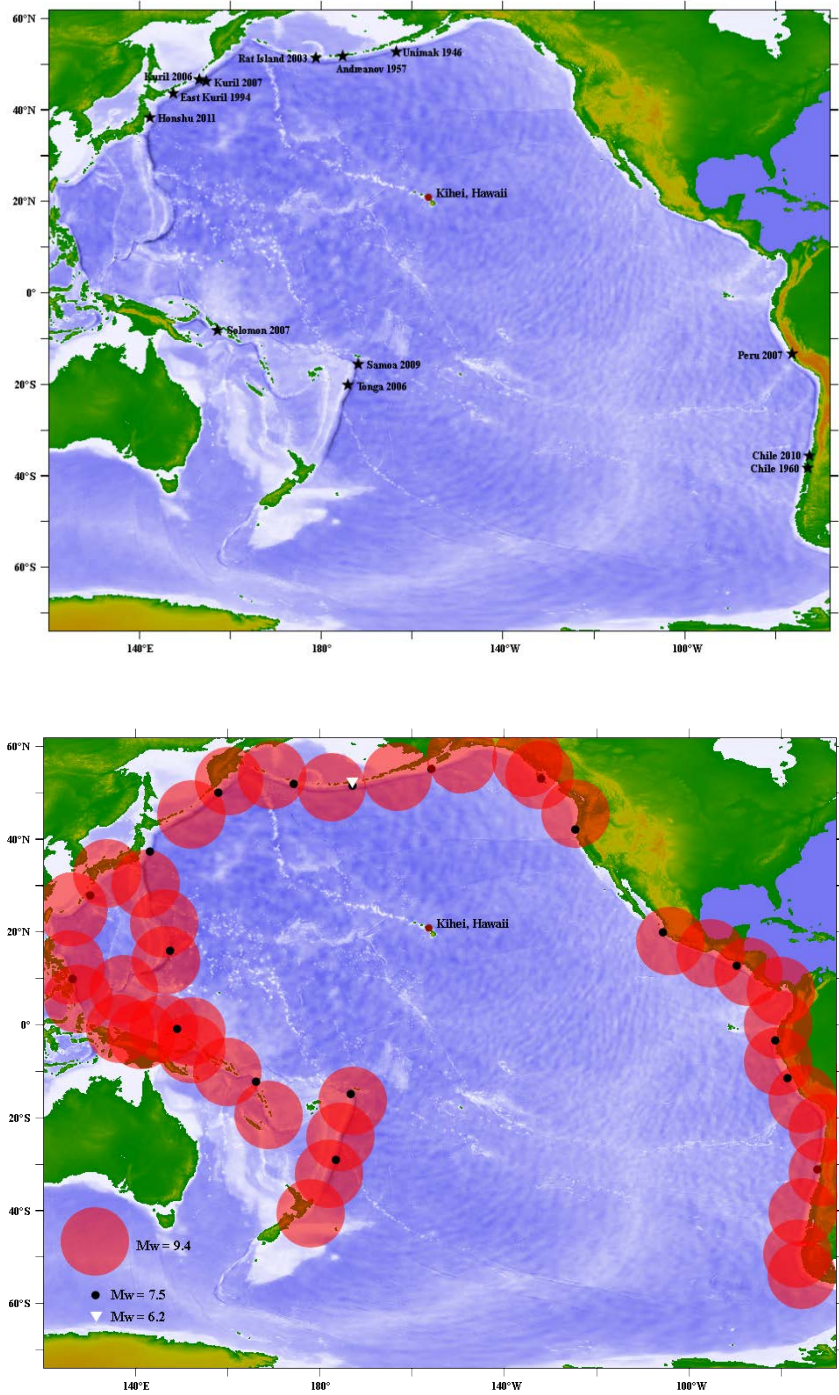 60°N
Unimak 1946
Rat Island 2003
Andreanov 1957
Kuril 2006
Kuril 2007
East Kuril 1994
40°N
Honshu 2011
20°N
Kihei, Hawaii
0°
Solomon 2007
Peru 2007
Samoa 2009
20°S
Tonga 2006
40°S
Chile 2010
Chile 1960
60°S
140°E 180° 140°W 100°W
60°N
40°N
20°N
Kihei, Hawaii
0°
20°S
40°S
Mw = 9.4
Mw = 7.5
60°S
Mw = 6.2
140°E 180° 140°W 100°W